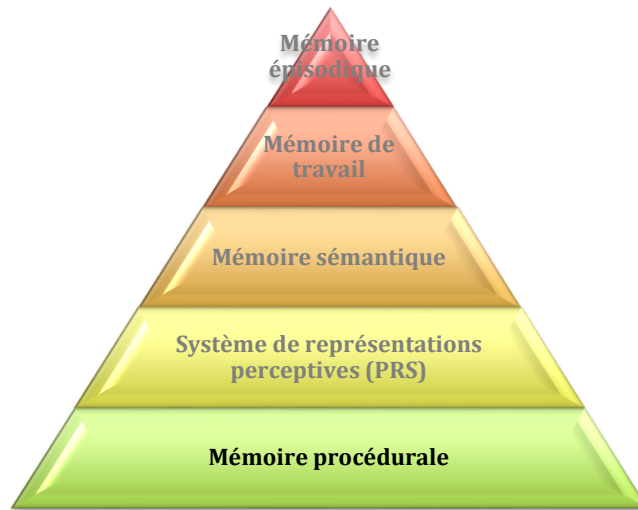 Mémoire
épisodique
Mémoire de
travail
Mémoire sémantique
Système de représentations
perceptives (PRS)
Mémoire procédurale